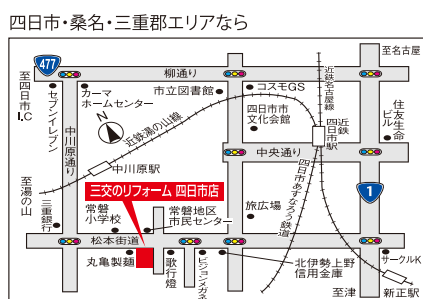 四日市・桑名・三重郡エリアなら
至名古屋
477
柳通り
至四日市I.C
セブンイレブン
カーマ
ホームセンター
市立図書館
コスモGS
近鉄名古屋線
N
近鉄湯の山線
四日市市
文化会館
近鉄
四日市駅
住友生命
ビル
中川原通り
中央通り
中川原駅
至湯の山
三重銀行
三交のリフォーム 四日市店
四日市あすなろう鉄道
1
常磐
小学校
常磐地区
市民センター
旅広場
松本街道
丸亀製麺
歌行燈
ビジョンメガネ
北伊勢上野
信用金庫
サークルK
至津
新正駅